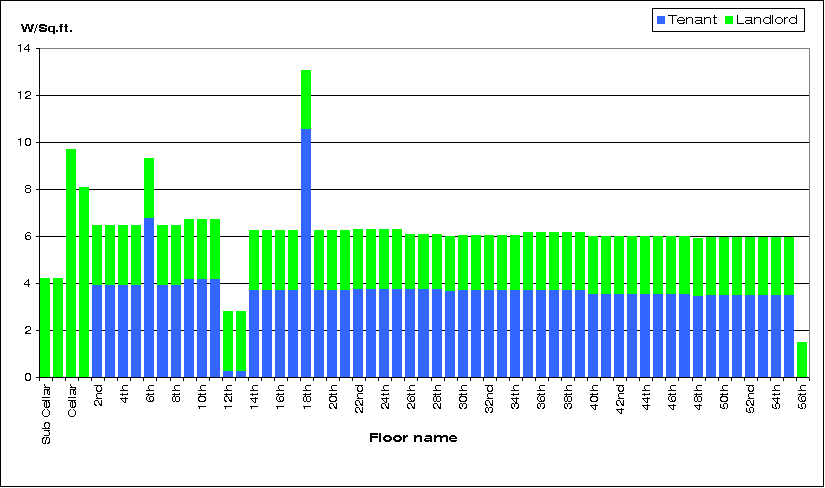 W/Sq.ft.
Tenant Landlord
14
12
10
8
6
4
2
0
Sub Cellar Cellar 2nd 4th 6th 8th 10th 12th 14th 16th 18th 20th 22nd 24th 26th 28th 30th 32nd 34th 36th 38th 40th 42nd 44th 46th 48th 50th 52nd 54th 56th
Floor name